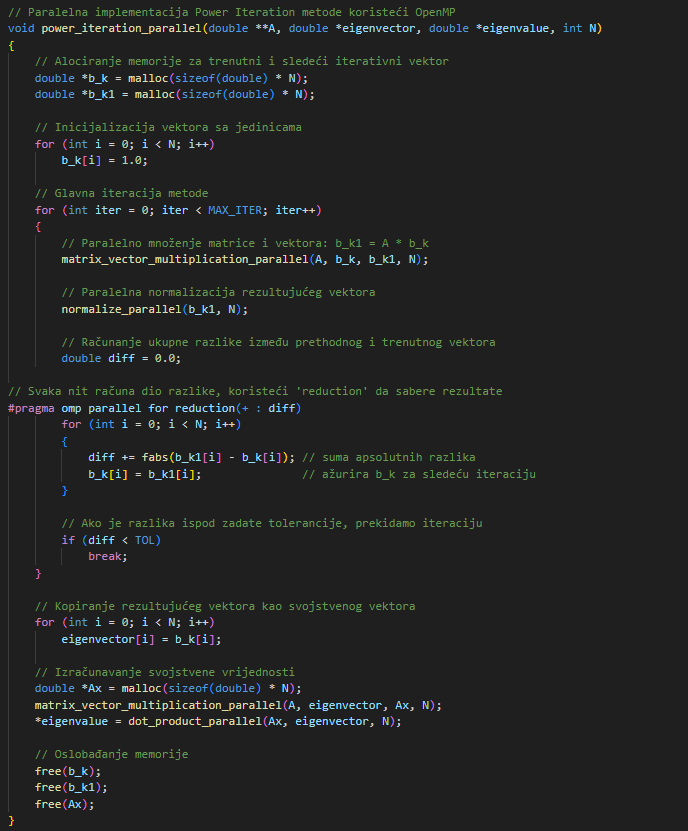 // Paralelna implementacija Power Iteration metode koristeći OpenMP
void power_iteration_parallel(double **A, double *eigenvector, double *eigenvalue, int N)
{
    // Alociranje memorije za trenutni i sledeći iterativni vektor
    double *b_k = malloc(sizeof(double) * N);
    double *b_k1 = malloc(sizeof(double) * N);

    // Inicijalizacija vektora sa jedinicama
    for (int i = 0; i < N; i++)
        b_k[i] = 1.0;

    // Glavna iteracija metode
    for (int iter = 0; iter < MAX_ITER; iter++)
    {
        // Paralelno množenje matrice i vektora: b_k1 = A * b_k
        matrix_vector_multiplication_parallel(A, b_k, b_k1, N);

        // Paralelna normalizacija rezultujućeg vektora
        normalize_parallel(b_k1, N);

        // Računanje ukupne razlike između prethodnog i trenutnog vektora
        double diff = 0.0;

// Svaka nit računa dio razlike, koristeći 'reduction' da sabere rezultate
#pragma omp parallel for reduction(+ : diff)
        for (int i = 0; i < N; i++)
        {
            diff += fabs(b_k1[i] - b_k[i]); // suma apsolutnih razlika
            b_k[i] = b_k1[i];               // ažurira b_k za sledeću iteraciju
        }

        // Ako je razlika ispod zadate tolerancije, prekidamo iteraciju
        if (diff < TOL)
            break;
    }

    // Kopiranje rezultujućeg vektora kao svojstvenog vektora
    for (int i = 0; i < N; i++)
        eigenvector[i] = b_k[i];

    // Izračunavanje svojstvene vrijednosti
    double *Ax = malloc(sizeof(double) * N);
    matrix_vector_multiplication_parallel(A, eigenvector, Ax, N);
    *eigenvalue = dot_product_parallel(Ax, eigenvector, N);

    // Oslobađanje memorije
    free(b_k);
    free(b_k1);
    free(Ax);
}